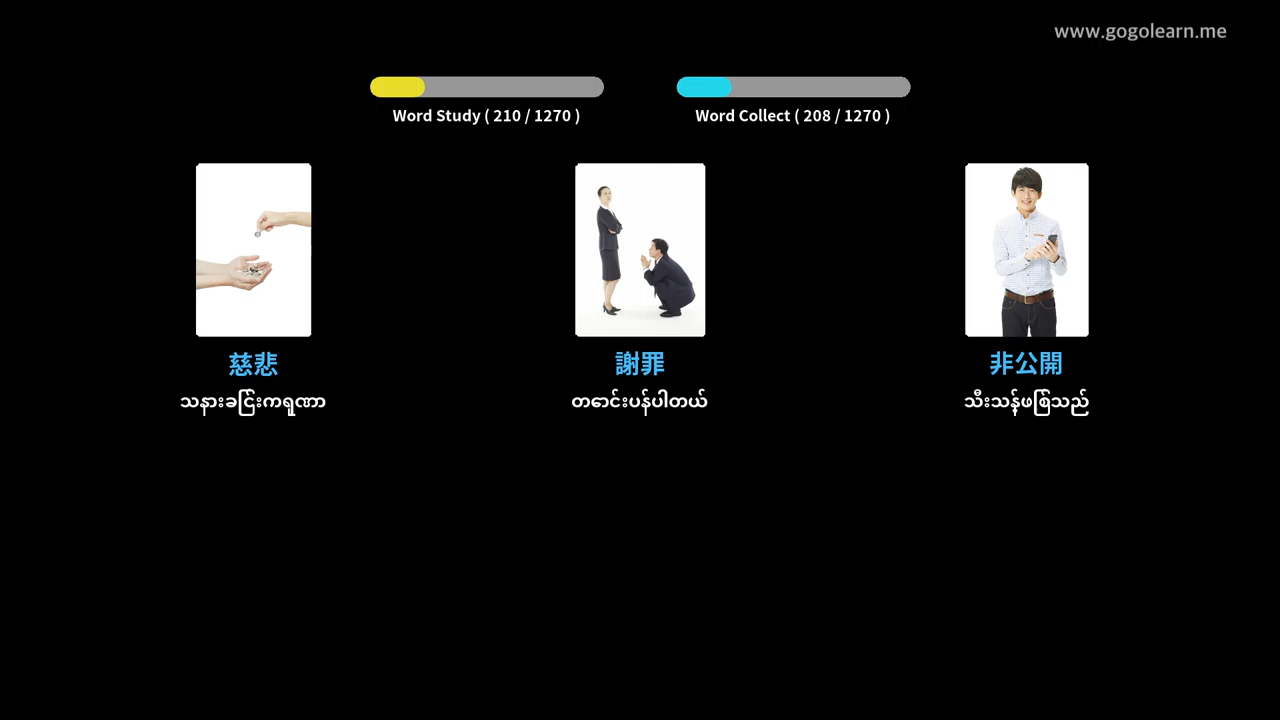 www.gogolearn.me
Word Study ( 210 / 1270 )
Word Collect ( 208 / 1270 )
慈悲
謝罪
非公開
သနားခြင်းကရုဏာ
တောင်းပန်ပါတယ်
သီးသန့်ဖြစ်သည်